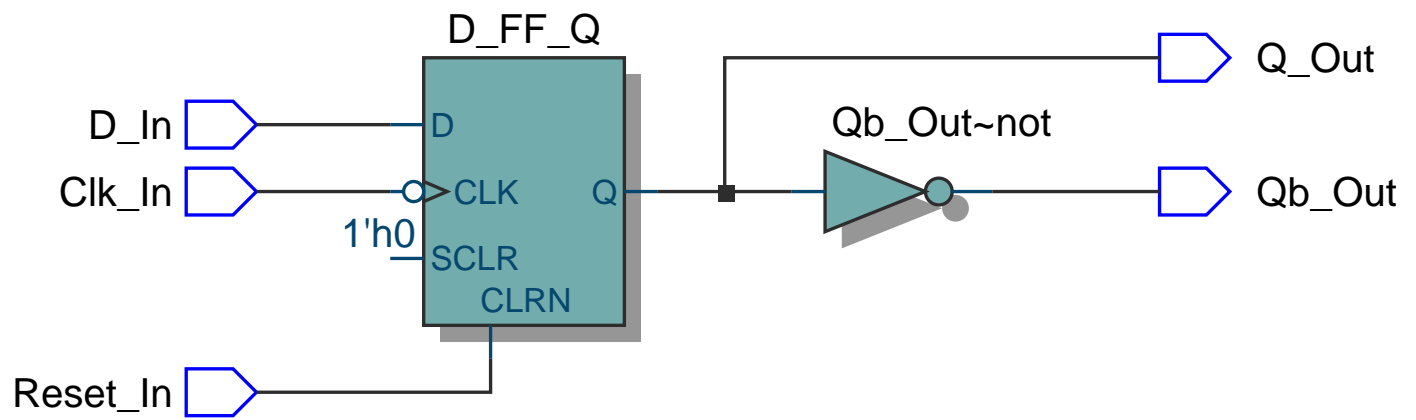 D_FF_Q
Q_Out
D_In
D
Qb_Out~not
Clk_In
CLK
Q
Qb_Out
1'h0
SCLR
CLRN
Reset_In